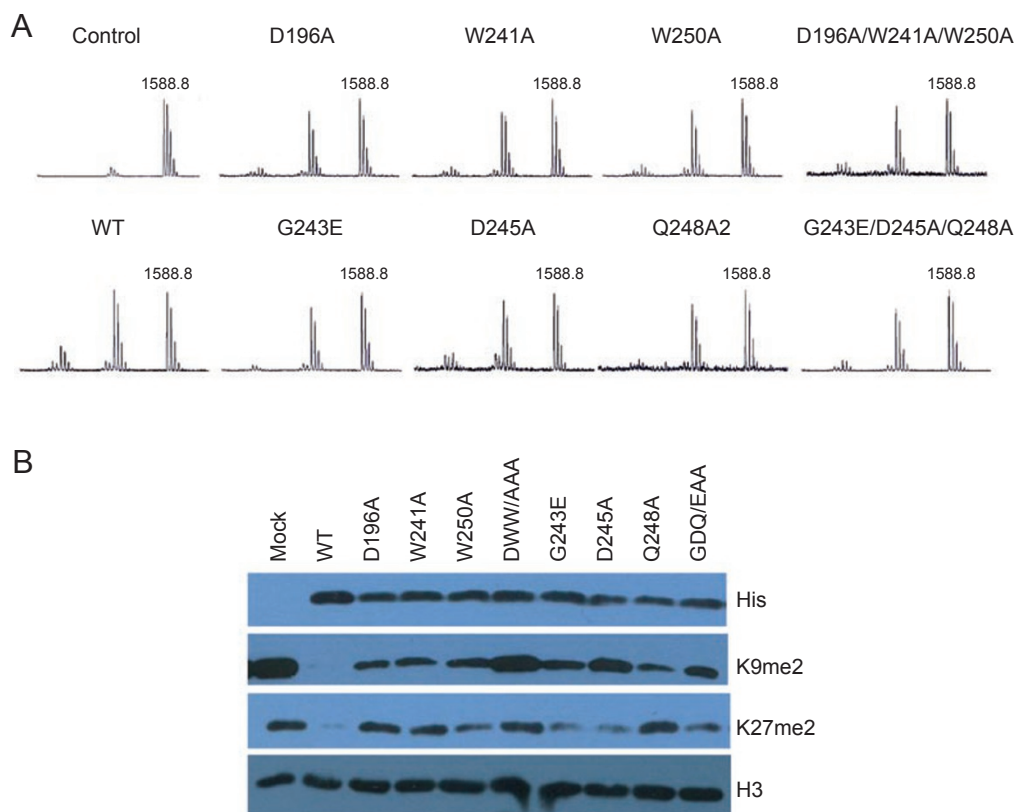 A
Control D196A W241A W250A D196A/W241A/W250A
1588.8 1588.8 1588.8 1588.8 1588.8
WT G243E D245A Q248A2 G243E/D245A/Q248A
1588.8 1588.8 1588.8 1588.8 1588.8
B
Mock WT D196A W241A W250A DWW/AAA G243E D245A Q248A GDQ/EAA
His
K9me2
K27me2
H3